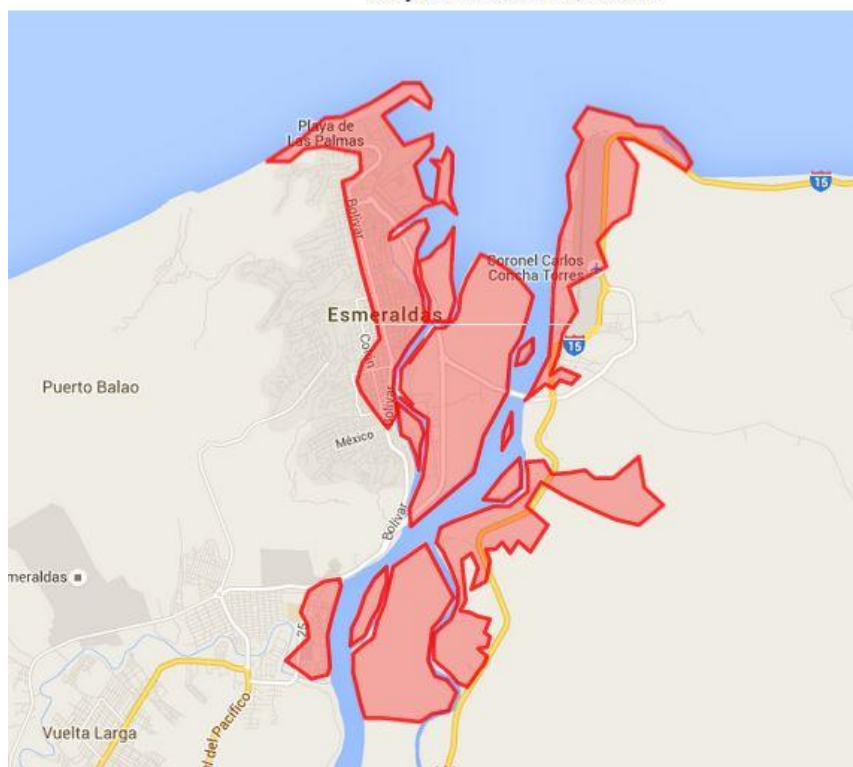 Playa de
Las Palmas
15
Bolívar
Coronel Carlos
Concha Torres
Esmeraldas
15
Colón
Puerto Balao
Bolívar
México
Bolívar
meraldas
25
Vuelta Larga
del Pacífico